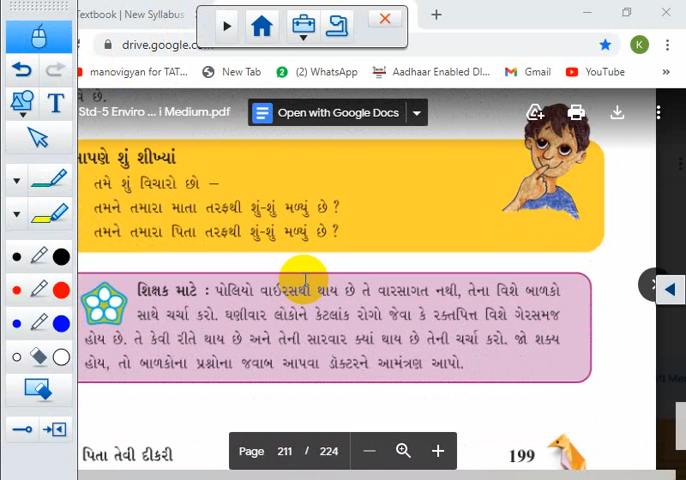 Textbook | New Syllabus
drive.google.com
K
manovigyan for TAT...
New Tab
(2) WhatsApp
Aadhaar Enabled DI...
Gmail
YouTube
»
છે.
Std-5 Enviro ... i Medium.pdf
Open with Google Docs
આપણે શું શીખ્યાં
તમે શું વિચારો છો –
તમને તમારા માતા તરફથી શું-શું મળ્યું છે ?
તમને તમારા પિતા તરફથી શું-શું મળ્યું છે ?
શિક્ષક માટે : પોલિયો વાઈરસથી થાય છે તે વારસાગત નથી, તેના વિશે બાળકો
સાથે ચર્ચા કરો. ઘણીવાર લોકોને કેટલાંક રોગો જેવા કે રક્તપિત્ત વિશે ગેરસમજ
હોય છે. તે કેવી રીતે થાય છે અને તેની સારવાર ક્યાં થાય છે તેની ચર્ચા કરો. જો શક્ય
હોય, તો બાળકોના પ્રશ્નોના જવાબ આપવા ડૉક્ટરને આમંત્રણ આપો.
પિતા તેવી દીકરી
Page 211 / 224
199
T